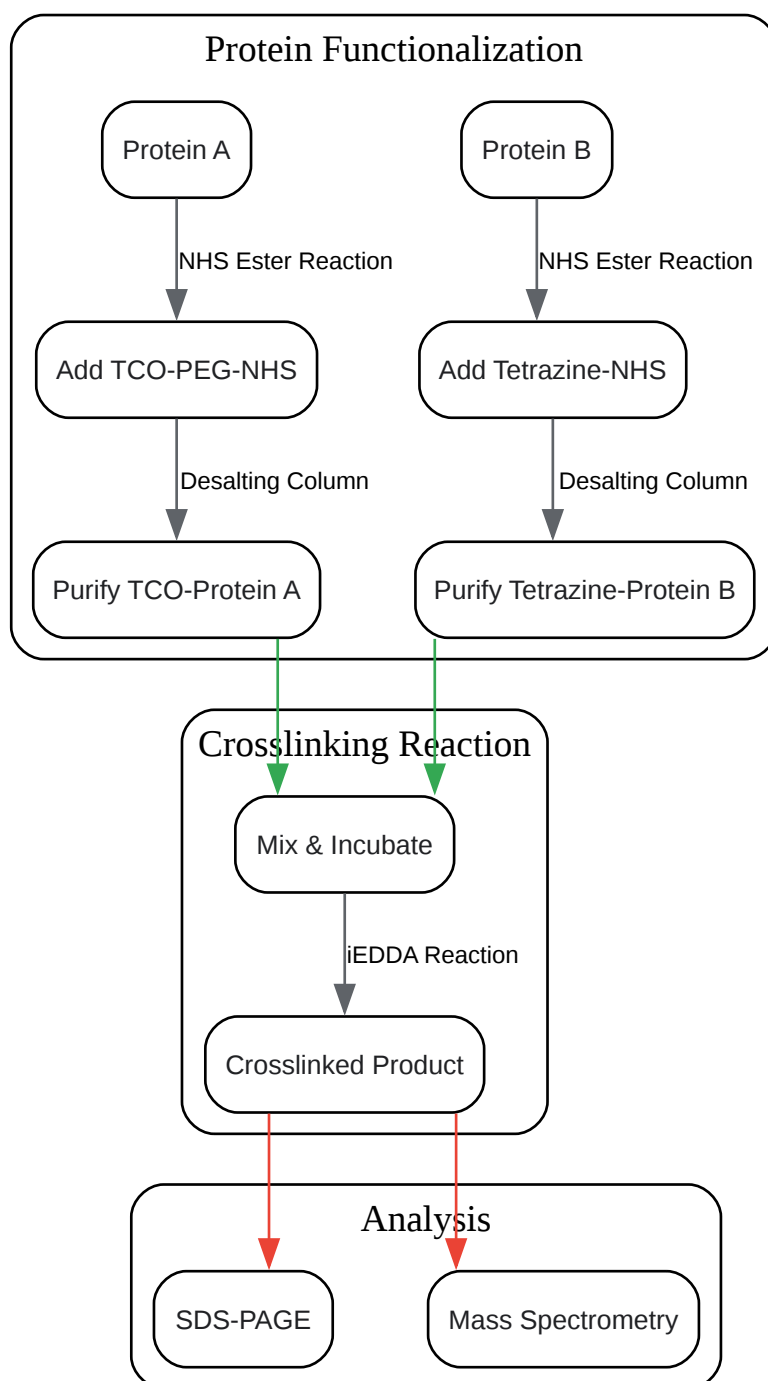 Protein Functionalization
Protein A
Protein B
NHS Ester Reaction
NHS Ester Reaction
Add TCO-PEG-NHS
Add Tetrazine-NHS
Desalting Column
Desalting Column
Purify TCO-Protein A
Purify Tetrazine-Protein B
Crosslinking Reaction
Mix & Incubate
iEDDA Reaction
Crosslinked Product
Analysis
SDS-PAGE
Mass Spectrometry